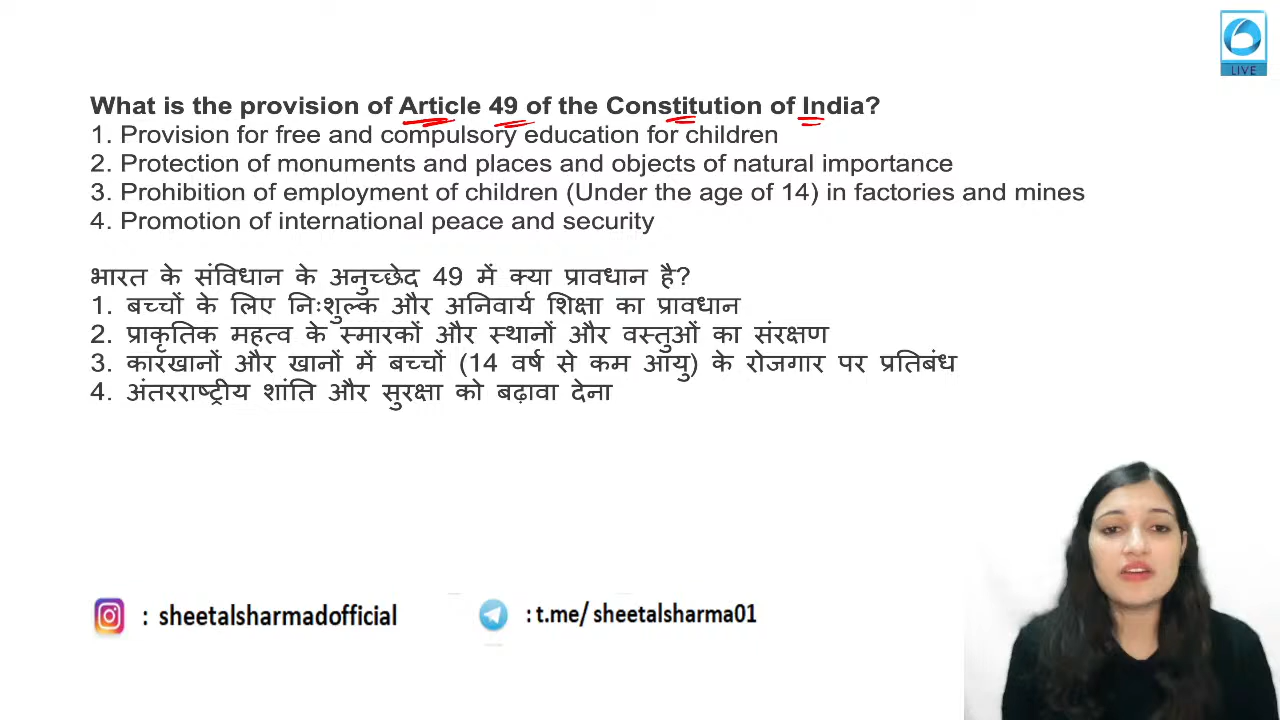 LIVE
What is the provision of Article 49 of the Constitution of India?
1. Provision for free and compulsory education for children
2. Protection of monuments and places and objects of natural importance
3. Prohibition of employment of children (Under the age of 14) in factories and mines
4. Promotion of international peace and security
भारत के संविधान के अनुच्छेद 49 में क्या प्रावधान है?
1. बच्चों के लिए निःशुल्क और अनिवार्य शिक्षा का प्रावधान
2. प्राकृतिक महत्व के स्मारकों और स्थानों और वस्तुओं का संरक्षण
3. कारखानों और खानों में बच्चों (14 वर्ष से कम आयु) के रोजगार पर प्रतिबंध
4. अंतरराष्ट्रीय शांति और सुरक्षा को बढ़ावा देना
: sheetalsharmadofficial
: t.me/ sheetalsharma01